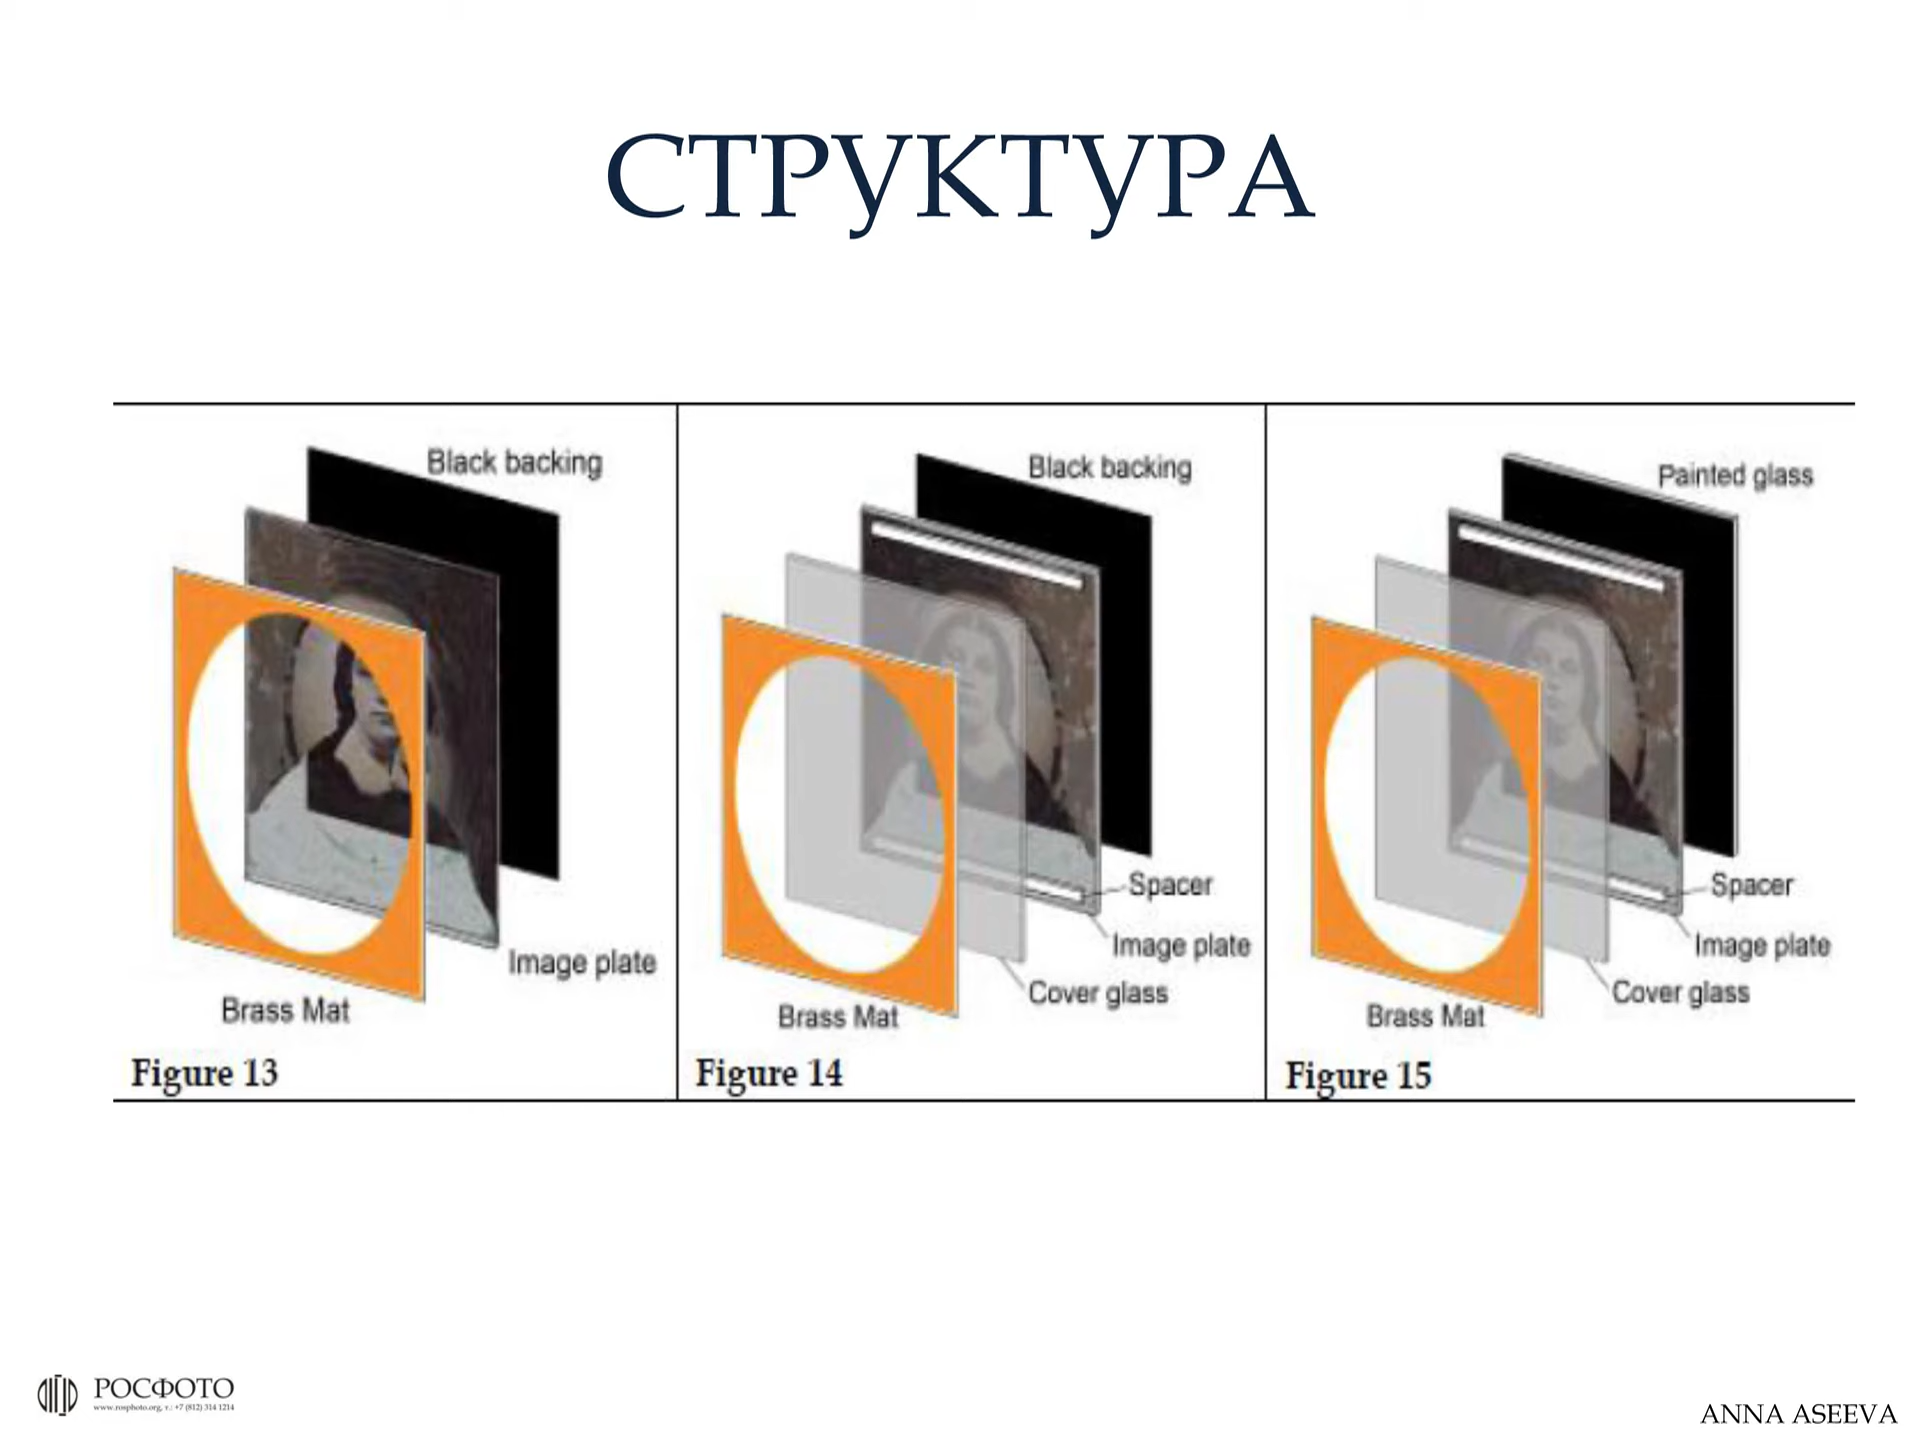 СТРУКТУРА
Black backing
Image plate
Brass Mat
Figure 13
Black backing
Spacer
Image plate
Cover glass
Brass Mat
Figure 14
Painted glass
Spacer
Image plate
Cover glass
Brass Mat
Figure 15
РОСФОТО
www.rosphoto.org, т.: +7 (812) 314 1214
ANNA ASEEVA